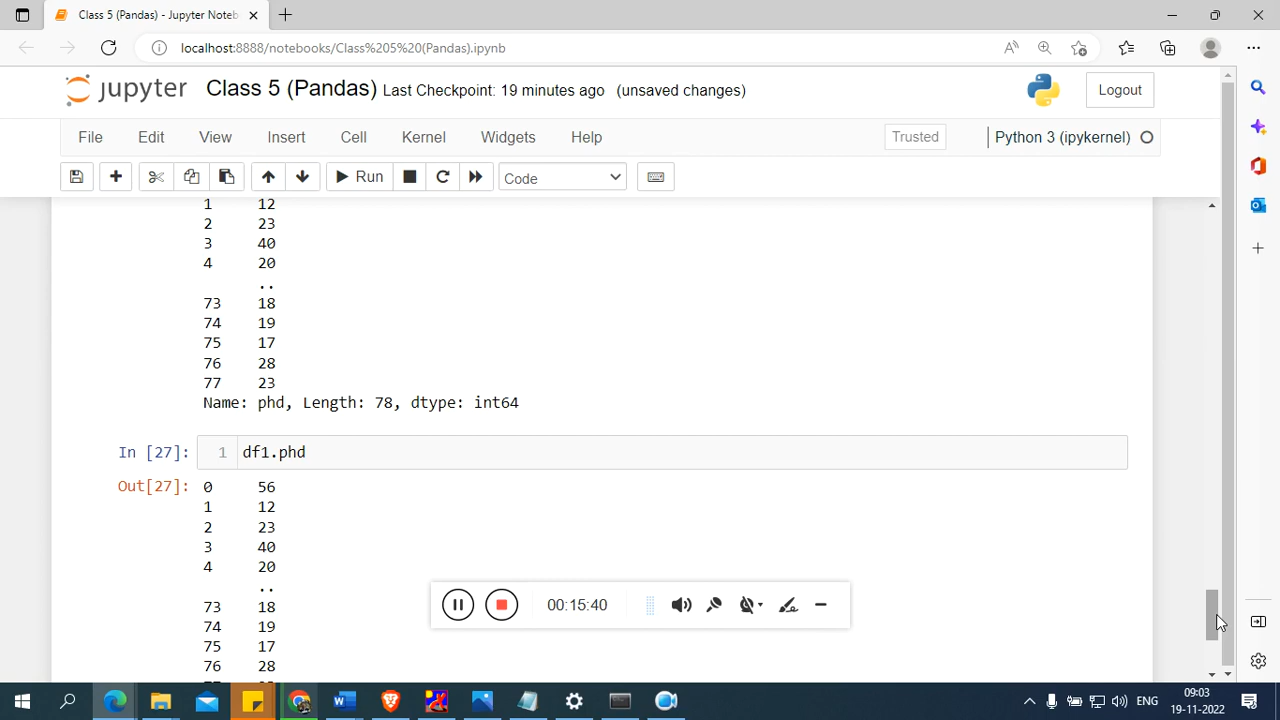 Class 5 (Pandas) - Jupyter Noteb
localhost:8888/notebooks/Class%205%20(Pandas).ipynb
jupyter Class 5 (Pandas) Last Checkpoint: 19 minutes ago (unsaved changes)
Logout
File Edit View Insert Cell Kernel Widgets Help
Trusted
Python 3 (ipykernel)
Run
Code
1 12
2 23
3 40
4 20
..
73 18
74 19
75 17
76 28
77 23
Name: phd, Length: 78, dtype: int64
In [27]: 1 df1.phd
Out[27]: 0 56
1 12
2 23
3 40
4 20
..
73 18
74 19
75 17
76 28
00:15:40
ENG
09:03
19-11-2022